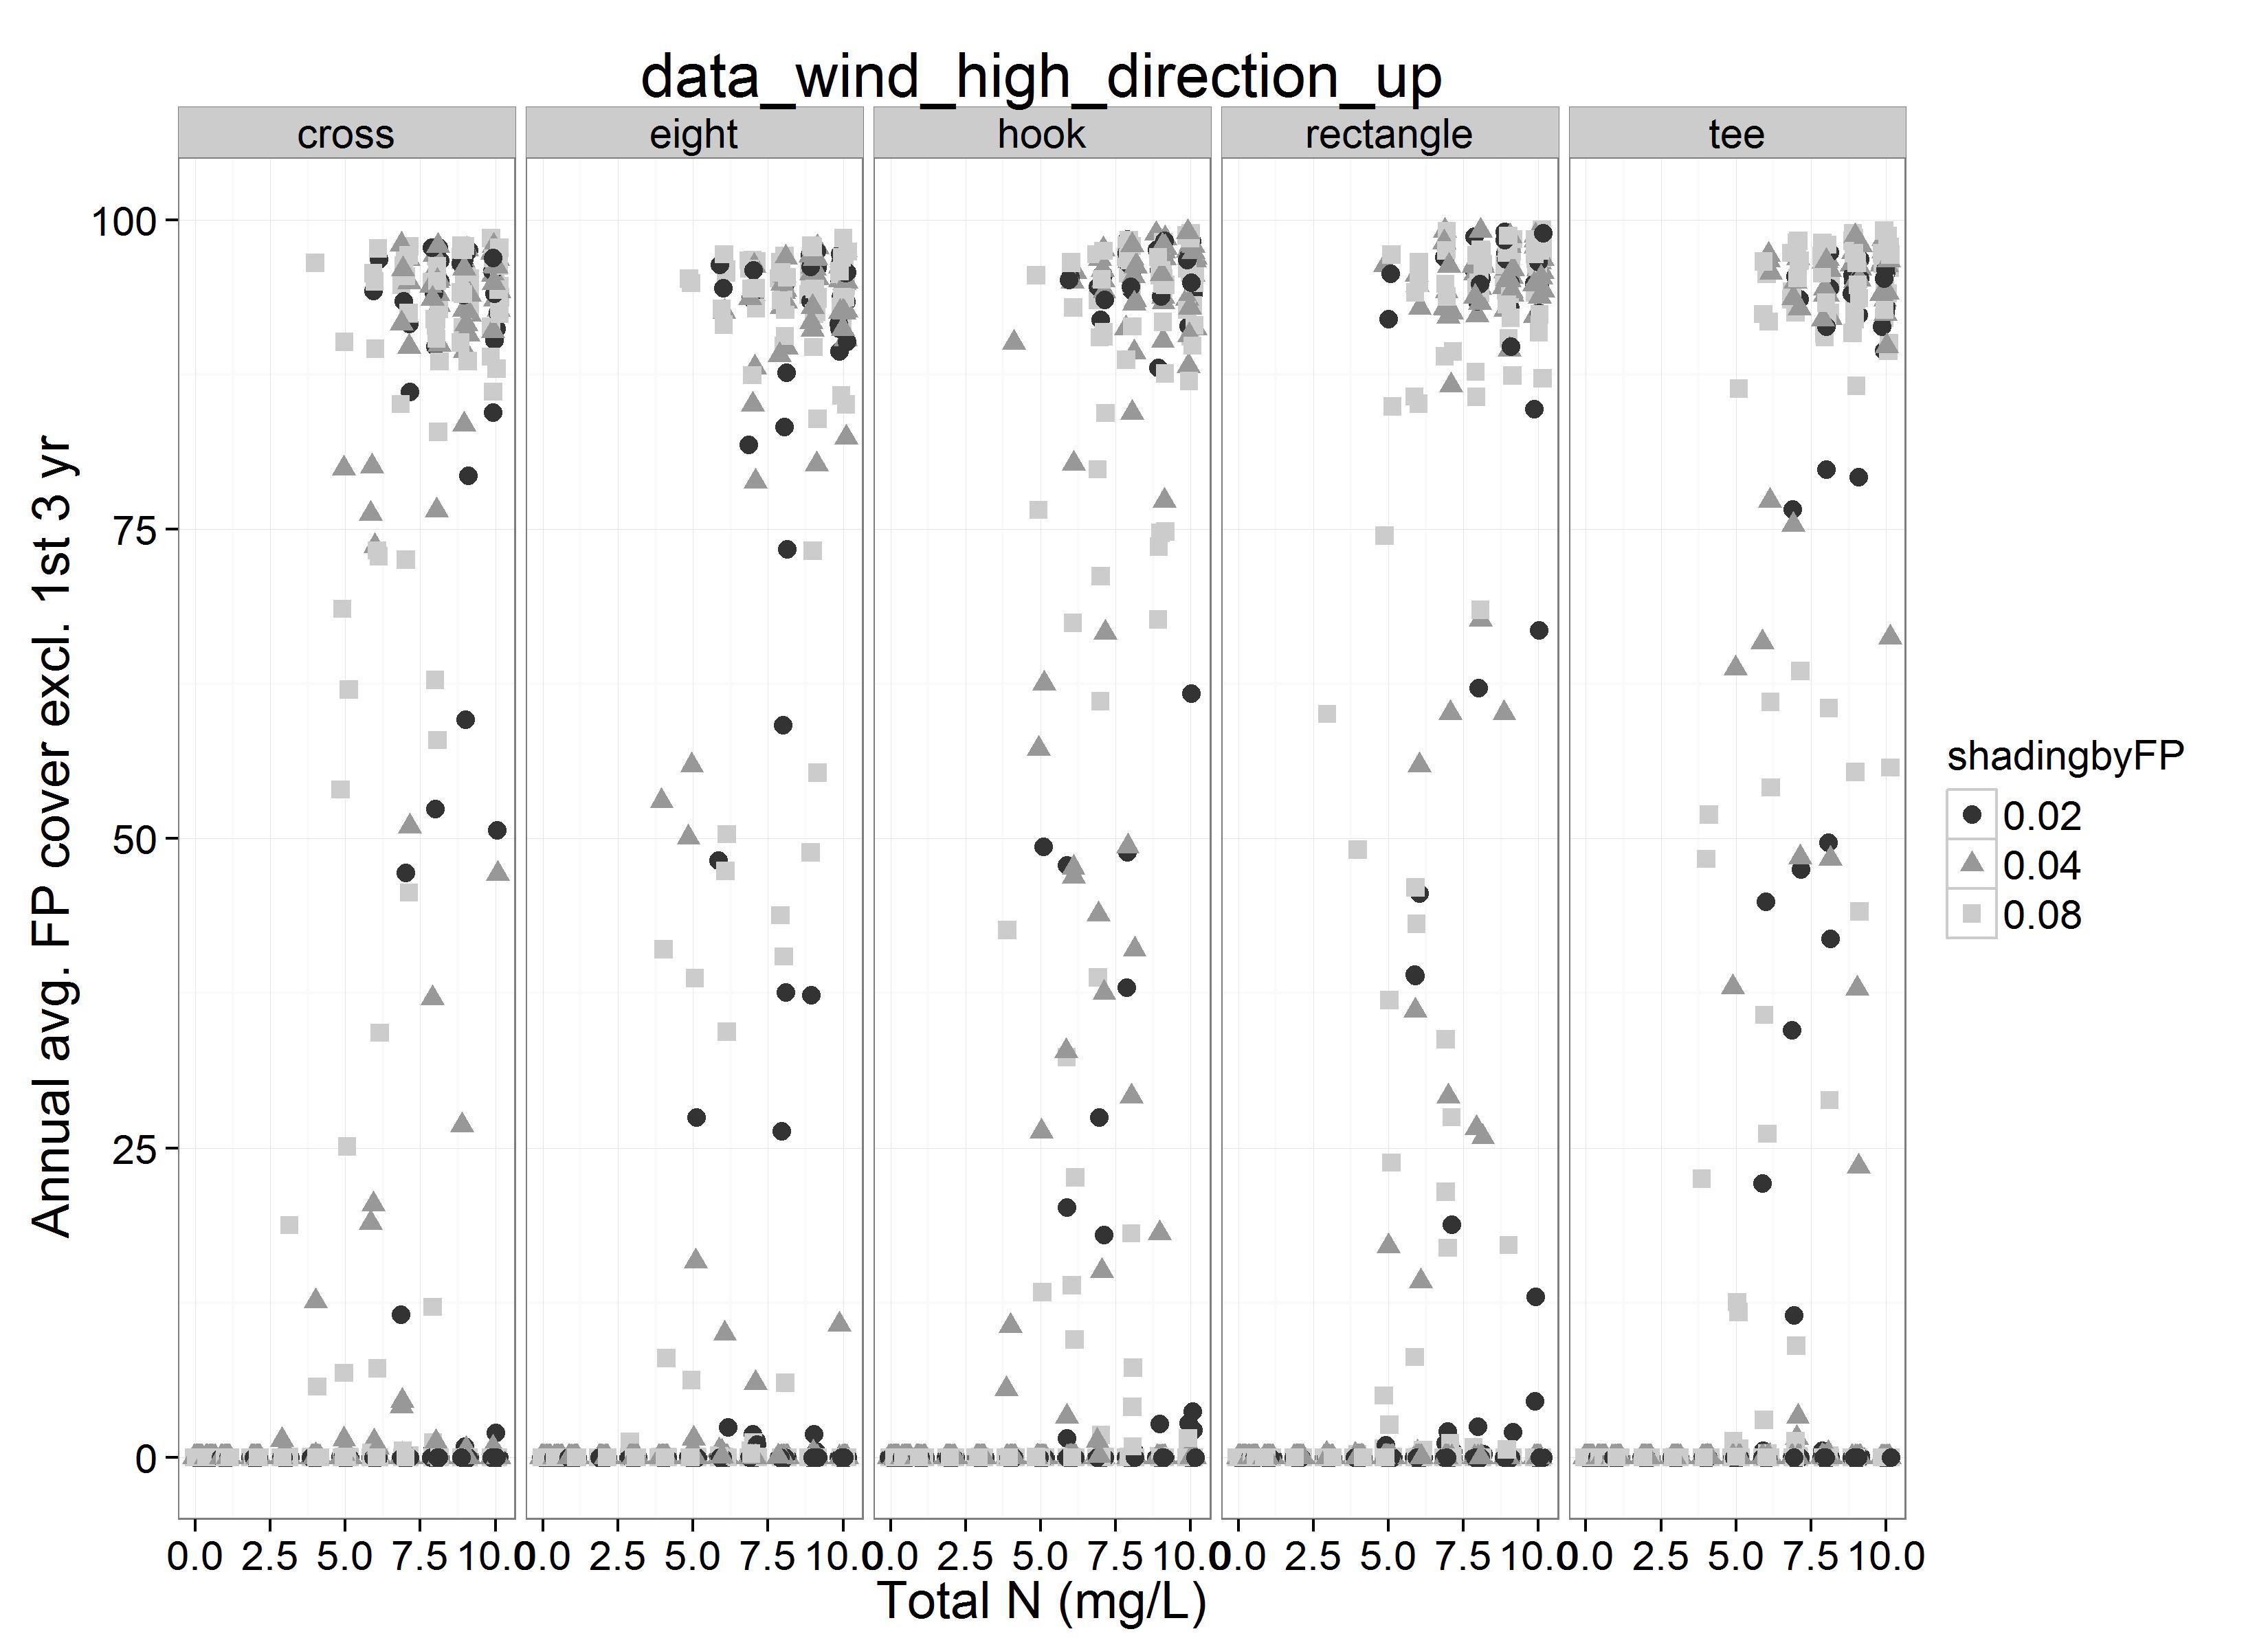 data_wind_high_direction_up
cross eight hook rectangle tee
Annual avg. FP cover excl. 1st 3 yr
100
75
50
25
0
0.0 2.5 5.0 7.5 10.0 0.0 2.5 5.0 7.5 10.0 0.0 2.5 5.0 7.5 10.0 0.0 2.5 5.0 7.5 10.0 0.0 2.5 5.0 7.5 10.0
Total N (mg/L)
shadingbyFP
0.02
0.04
0.08